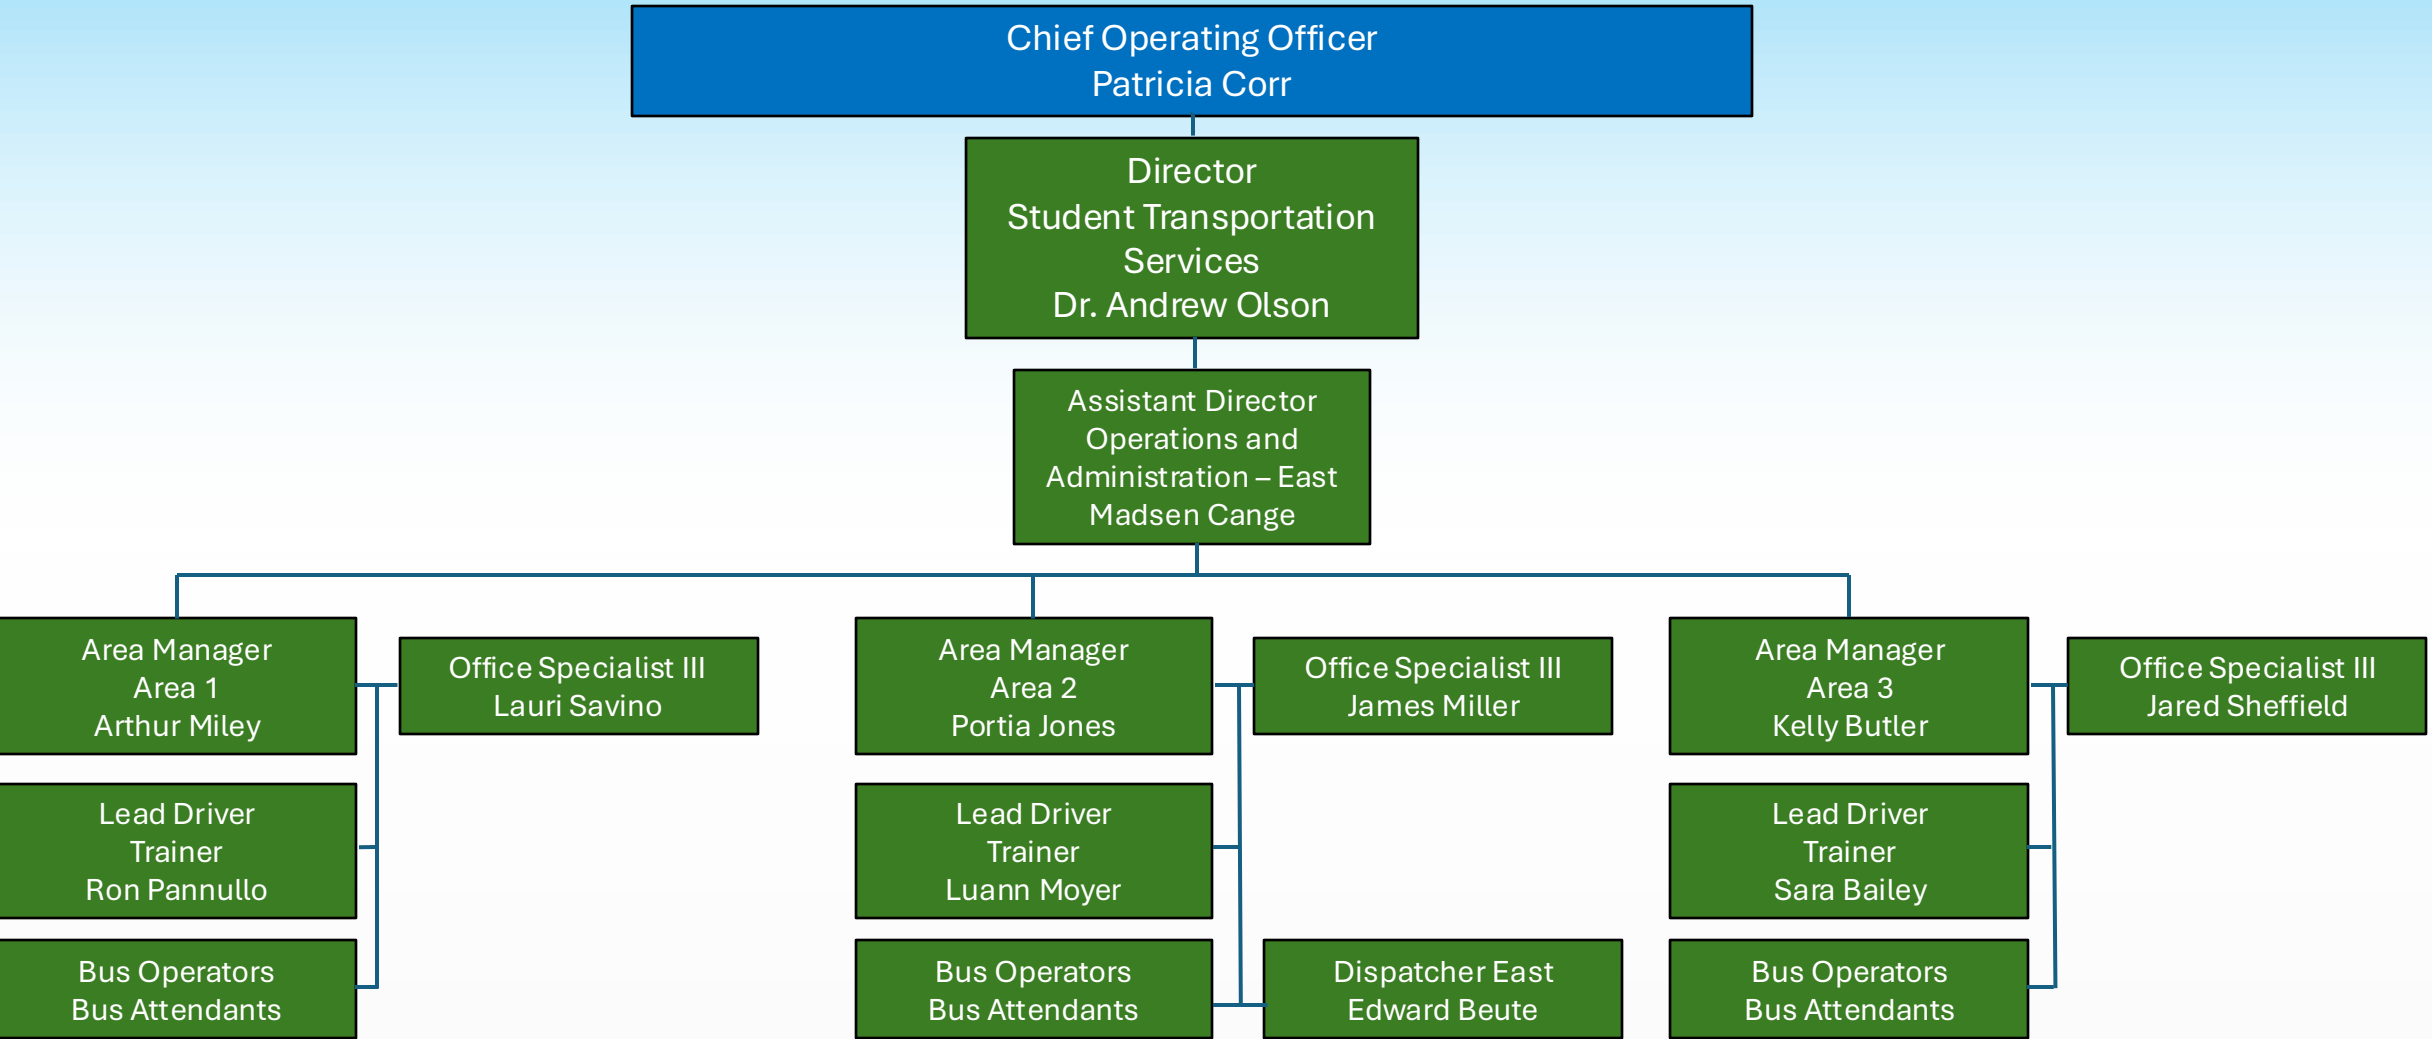 Chief Operating Officer
Patricia Corr
Director
Student Transportation
Services
Dr. Andrew Olson
Assistant Director
Operations and
Administration – East
Madsen Cange
Area Manager
Area 1
Arthur Miley
Office Specialist III
Lauri Savino
Lead Driver
Trainer
Ron Pannullo
Bus Operators
Bus Attendants
Area Manager
Area 2
Portia Jones
Office Specialist III
James Miller
Lead Driver
Trainer
Luann Moyer
Bus Operators
Bus Attendants
Dispatcher East
Edward Beute
Area Manager
Area 3
Kelly Butler
Office Specialist III
Jared Sheffield
Lead Driver
Trainer
Sara Bailey
Bus Operators
Bus Attendants